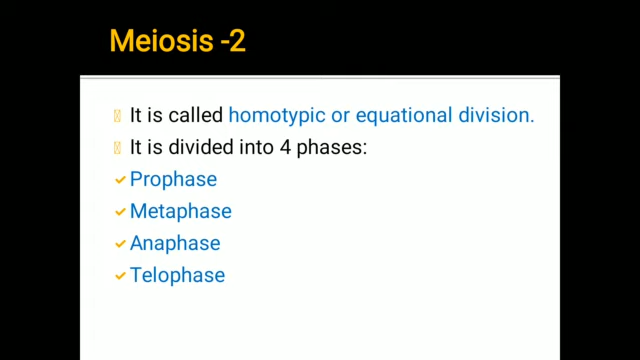 Meiosis -2
It is called homotypic or equational division.
It is divided into 4 phases:
Prophase
Metaphase
Anaphase
Telophase